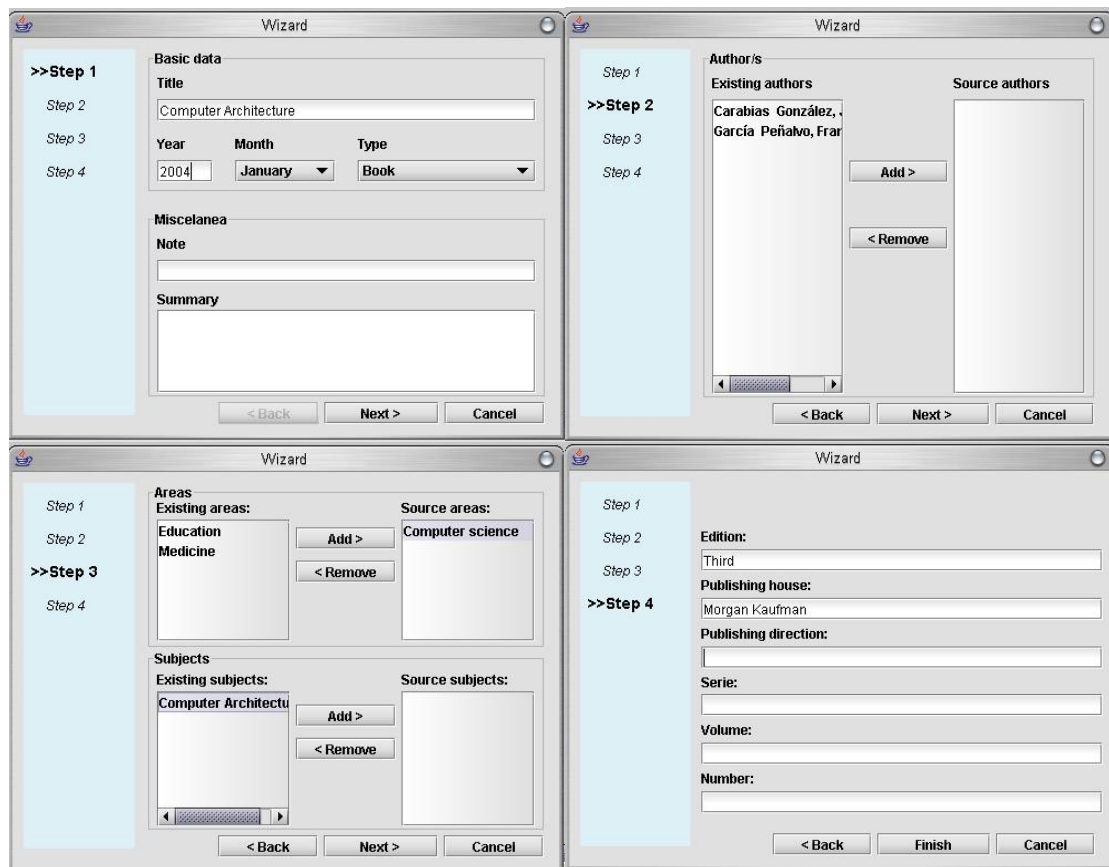 Wizard
>>Step 1
Step 2
Step 3
Step 4
Basic data
Title
Computer Architecture
Year Month Type
2004 January Book
Miscelanea
Note
Summary
< Back Next > Cancel
Wizard
Step 1
>>Step 2
Step 3
Step 4
Author/s
Existing authors Source authors
Carabias González, J
García Peñalvo, Fran
Add >
< Remove
< Back Next > Cancel
Wizard
Step 1
Step 2
>>Step 3
Step 4
Areas
Existing areas: Source areas:
Education
Medicine
Add >
< Remove
Computer science
Subjects
Existing subjects: Source subjects:
Computer Architectu
Add >
< Remove
< Back Next > Cancel
Wizard
Step 1
Step 2
Step 3
>>Step 4
Edition:
Third
Publishing house:
Morgan Kaufman
Publishing direction:
Serie:
Volume:
Number:
< Back Finish Cancel